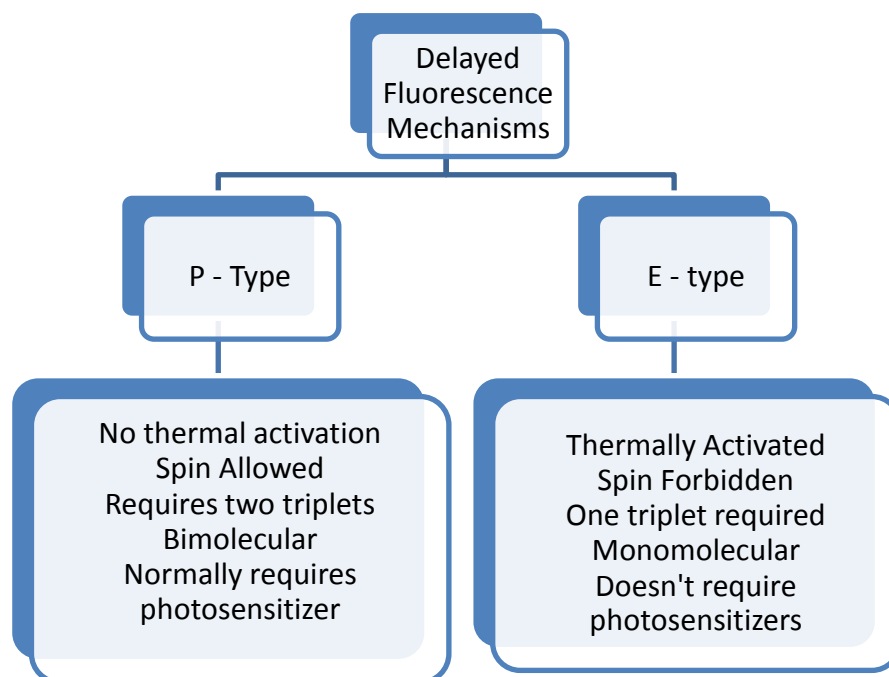 Delayed
Fluorescence
Mechanisms
P - Type
E - type
No thermal activation
Spin Allowed
Requires two triplets
Bimolecular
Normally requires
photosensitizer
Thermally Activated
Spin Forbidden
One triplet required
Monomolecular
Doesn't require
photosensitizers